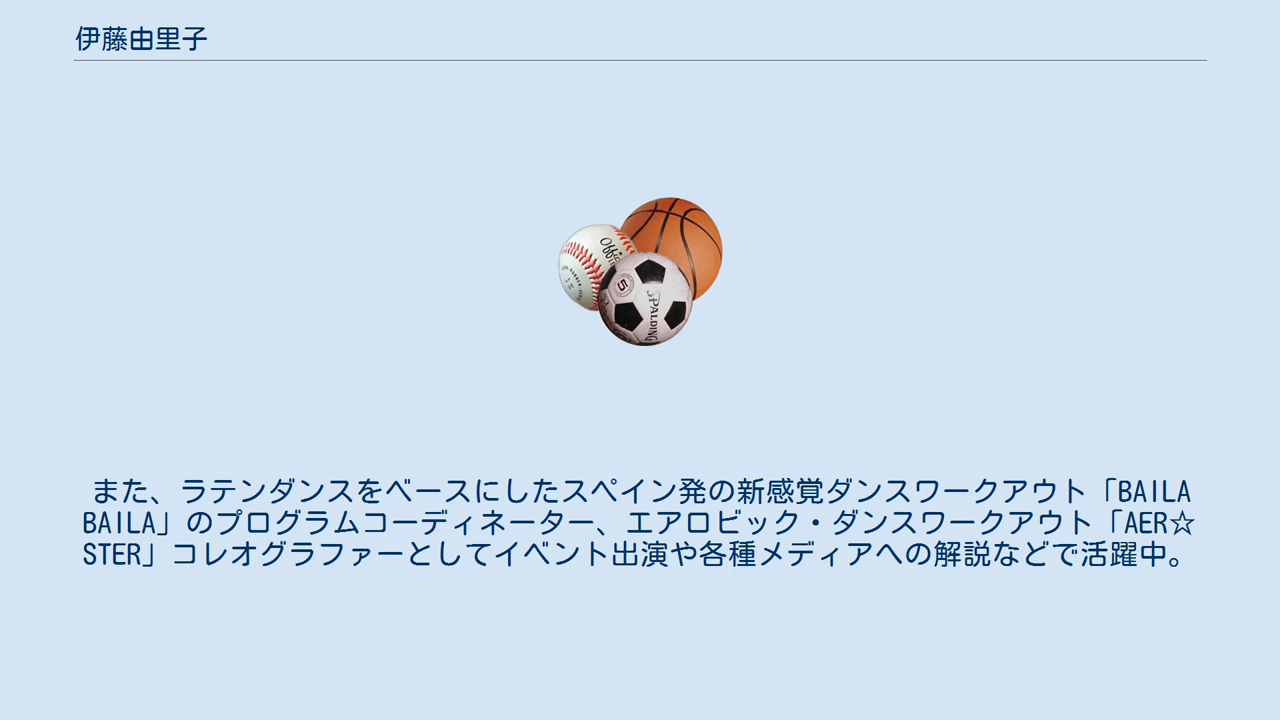 伊藤由里子
Offic
5
SPALDING
また、ラテンダンスをベースにしたスペイン発の新感覚ダンスワークアウト「BAILA
BAILA」のプログラムコーディネーター、エアロビック・ダンスワークアウト「AER☆
STER」コレオグラファーとしてイベント出演や各種メディアへの解説などで活躍中。